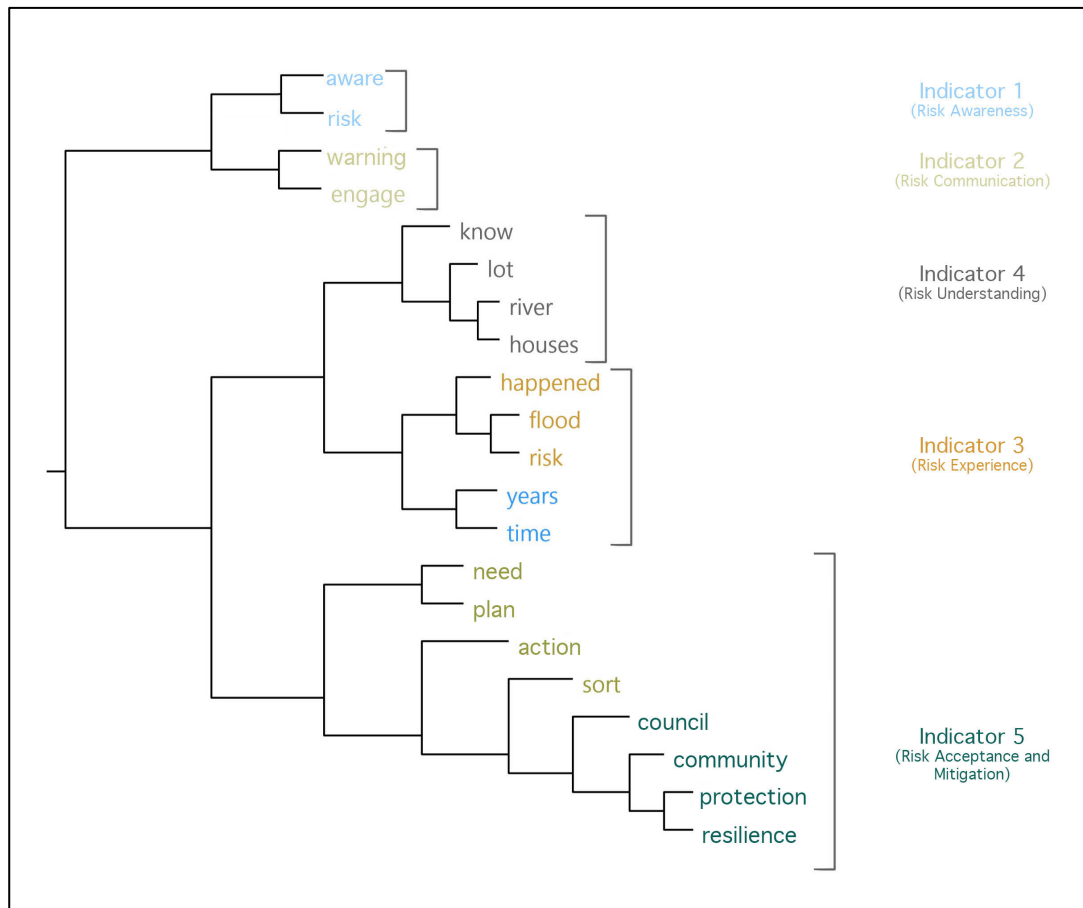 aware
risk
Indicator 1
(Risk Awareness)
warning
engage
Indicator 2
(Risk Communication)
know
lot
river
houses
Indicator 4
(Risk Understanding)
happened
flood
risk
years
time
Indicator 3
(Risk Experience)
need
plan
action
sort
council
community
protection
resilience
Indicator 5
(Risk Acceptance and
Mitigation)